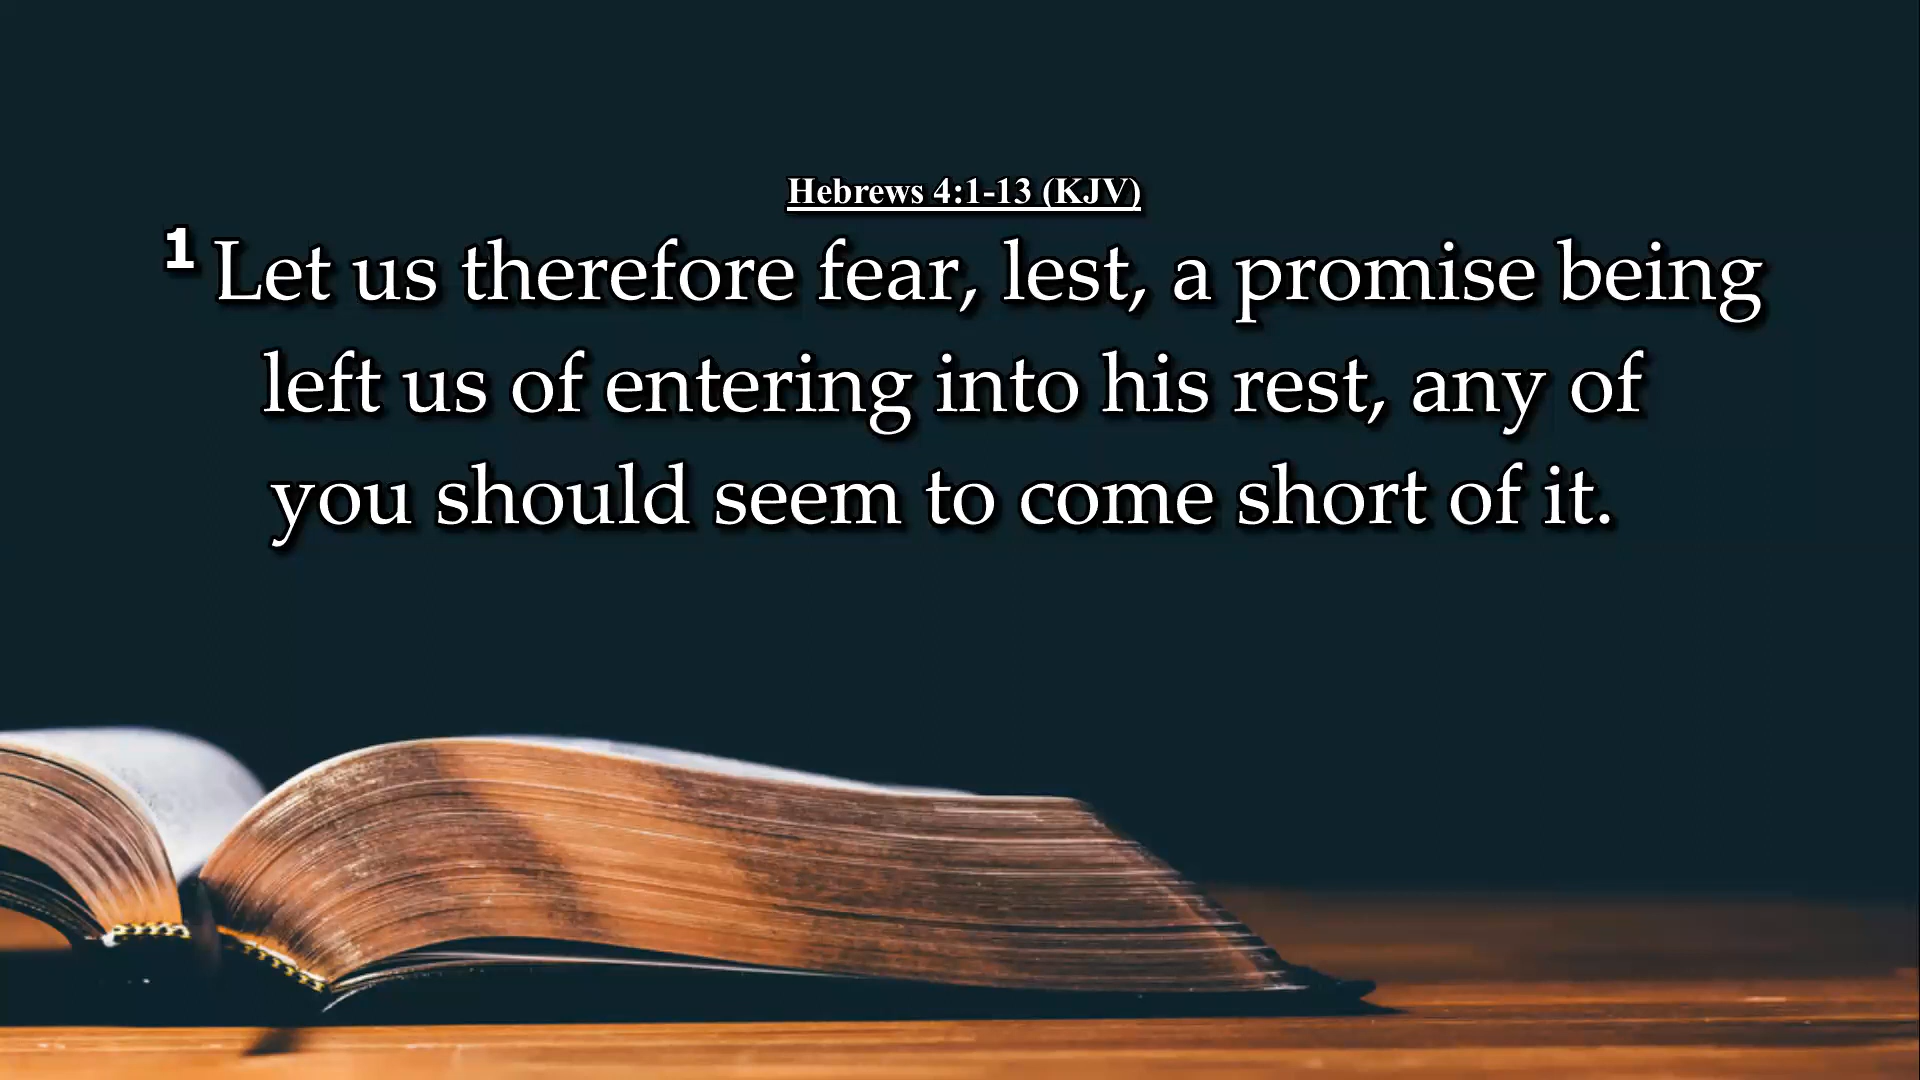 Hebrews 4:1-13 (KJV)
1 Let us therefore fear, lest, a promise being
left us of entering into his rest, any of
you should seem to come short of it.